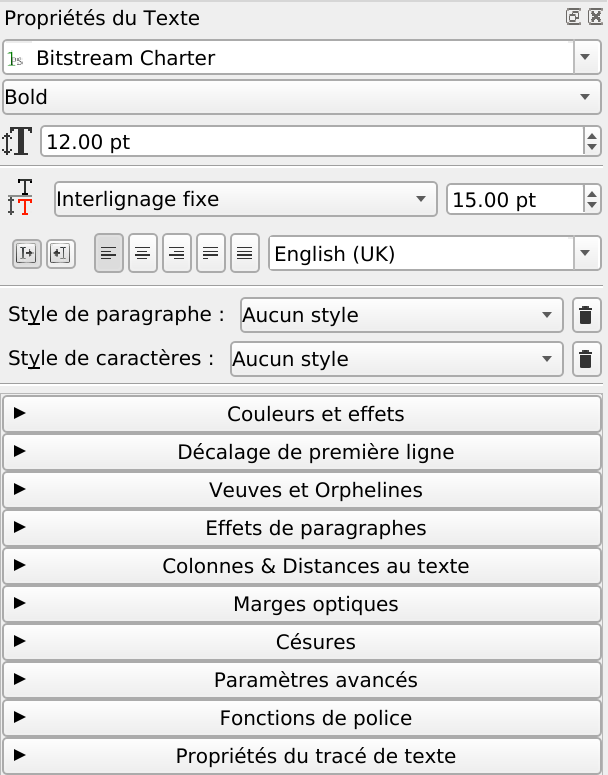 Propriétés du Texte
Bitstream Charter
Bold
12.00 pt
Interlignage fixe
15.00 pt
English (UK)
Style de paragraphe :
Aucun style
Style de caractères :
Aucun style
Couleurs et effets
Décalage de première ligne
Veuves et Orphelines
Effets de paragraphes
Colonnes & Distances au texte
Marges optiques
Césures
Paramètres avancés
Fonctions de police
Propriétés du tracé de texte